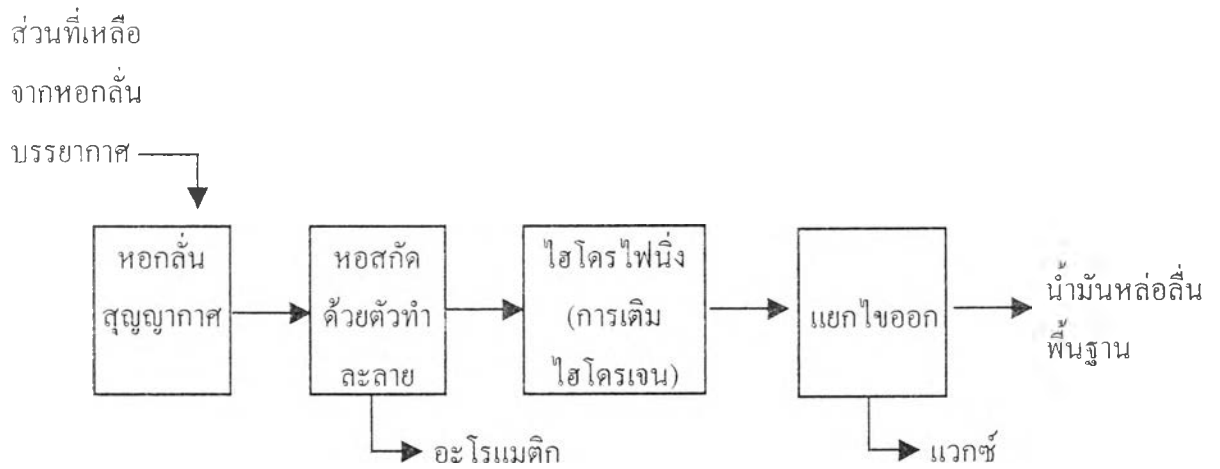 ส่วนที่เหลือ
จากหอกลั่น
บรรยากาศ
หอกลั่น
สุญญากาศ
หอสกัด
ด้วยตัวทำ
ละลาย
ไฮโดรไฟนิ่ง
(การเติม
ไฮโดรเจน)
แยกไขออก
น้ำมันหล่อลื่น
พื้นฐาน
อะโรแมติก
แวกซ์